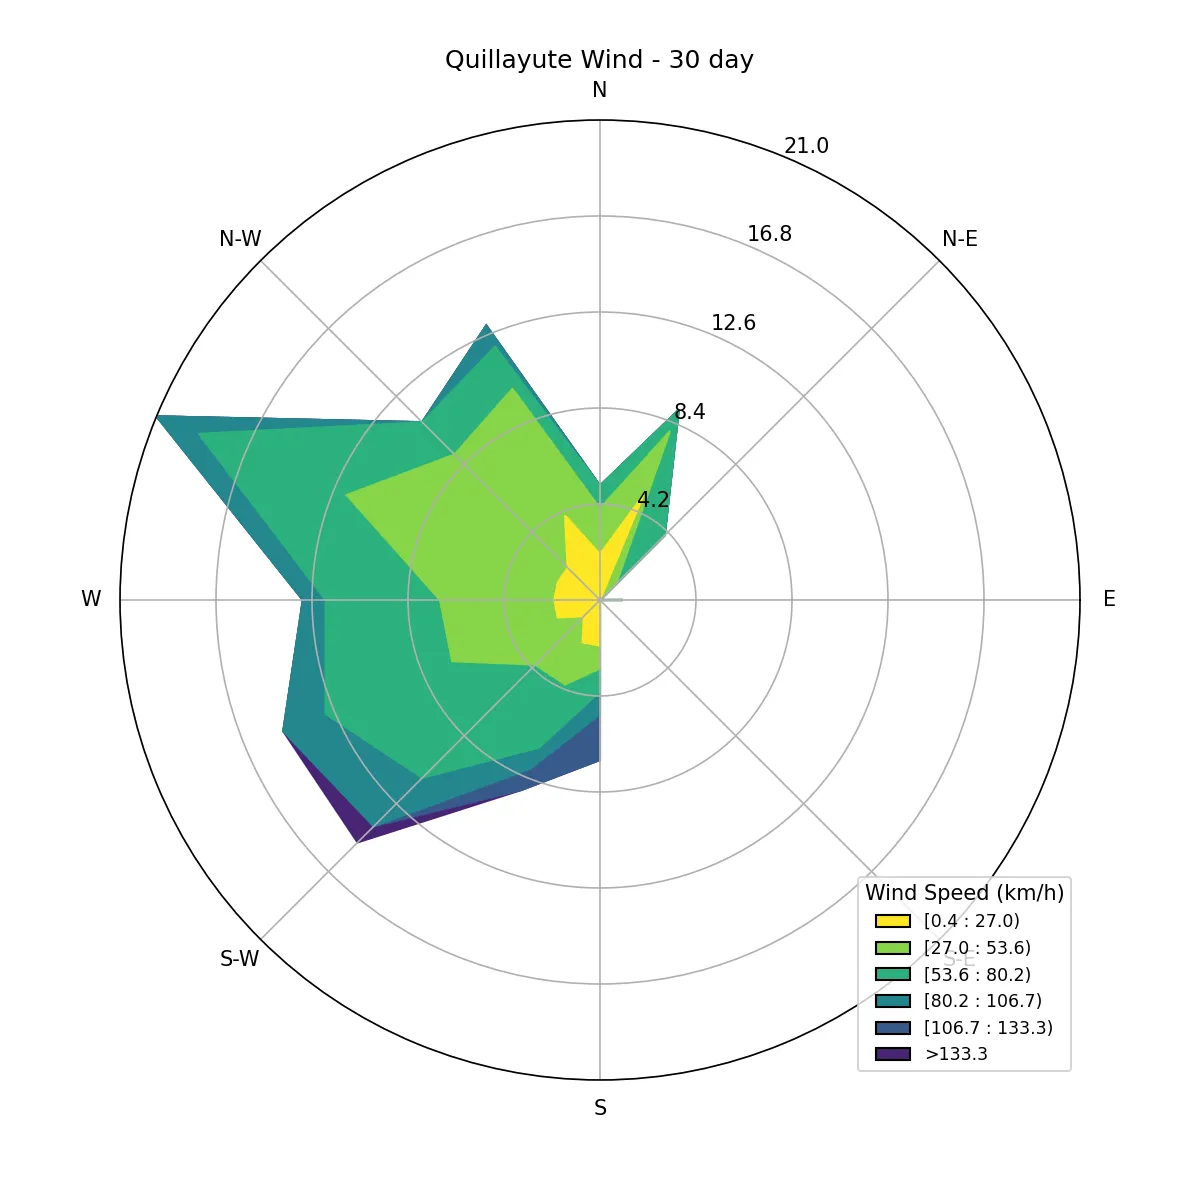 Quillayute Wind - 30 day
N
21.0
16.8
N-W
N-E
12.6
8.4
4.2
W
E
S-W
S-E
S
Wind Speed (km/h)
[0.4 : 27.0)
[27.0 : 53.6)
[53.6 : 80.2)
[80.2 : 106.7)
[106.7 : 133.3)
>133.3